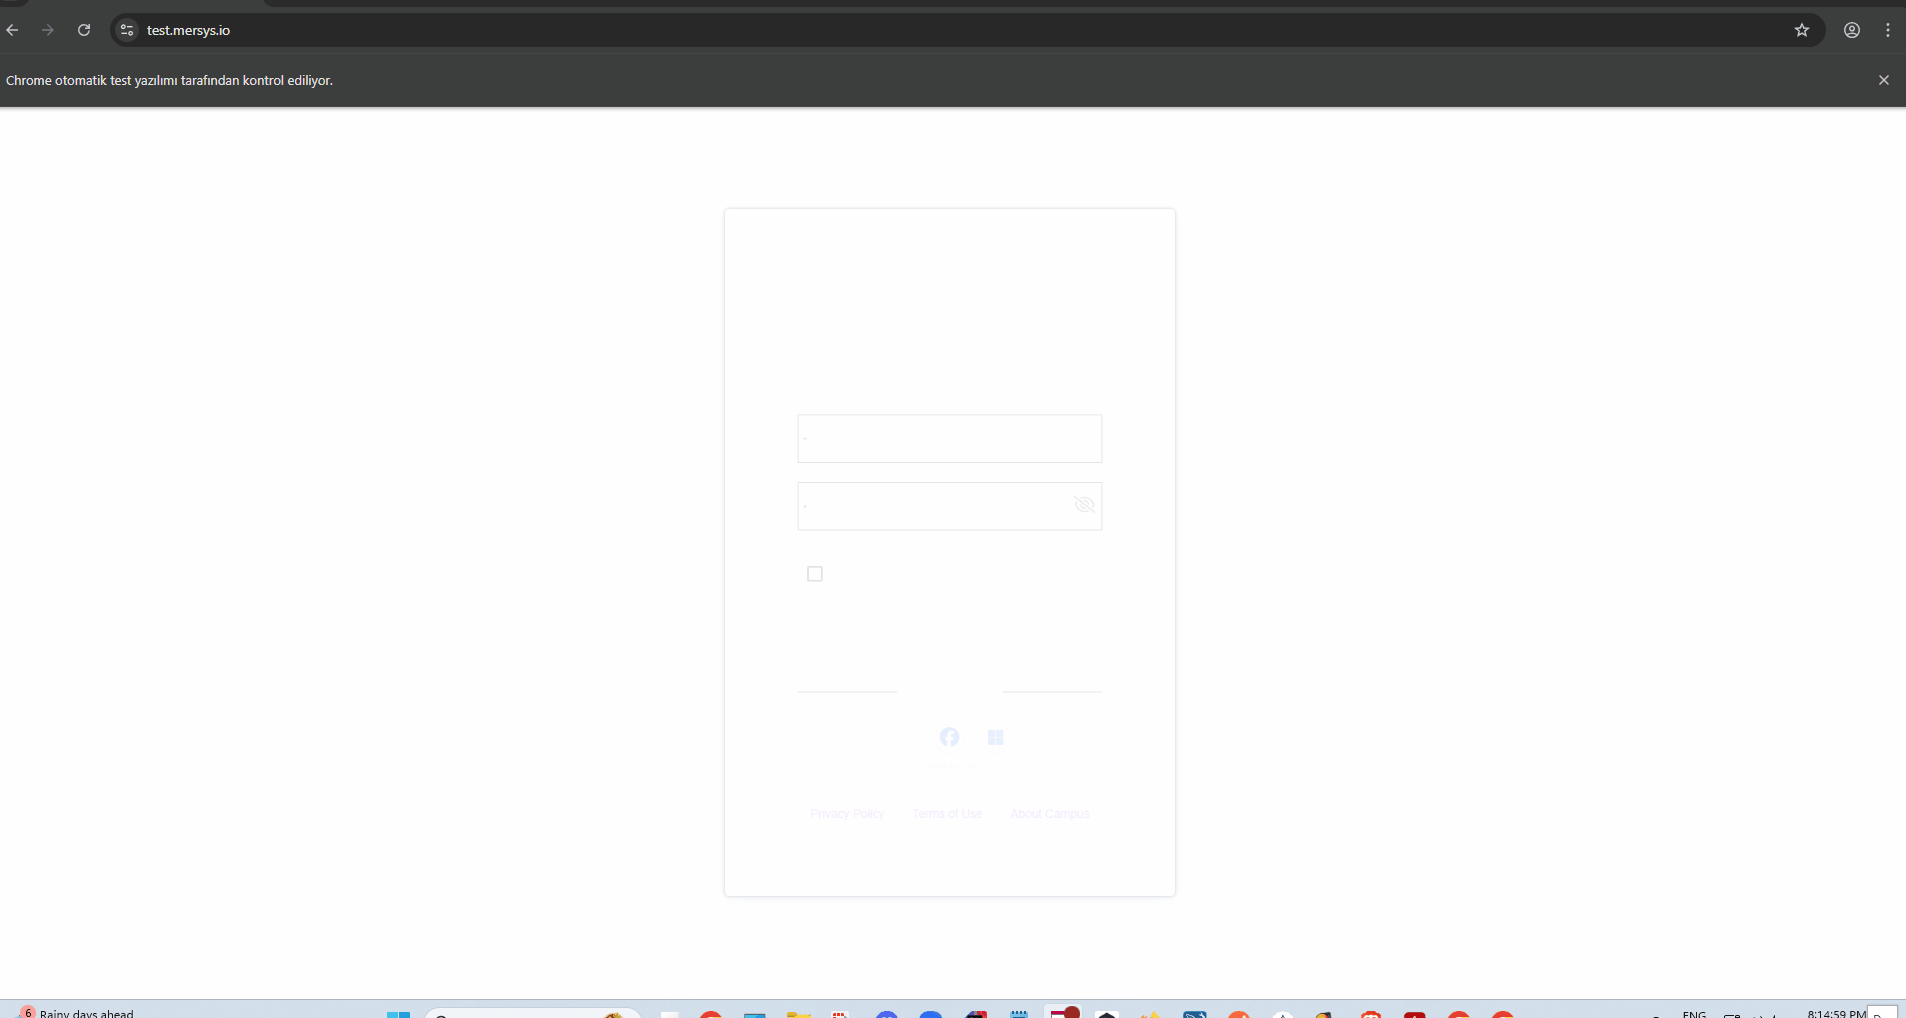 test.mersys.io
Chrome otomatik test yazılımı tarafından kontrol ediliyor.
Privacy Policy Terms of Use About Campus
6 Rainy days ahead
ENG 8:14:59 PM